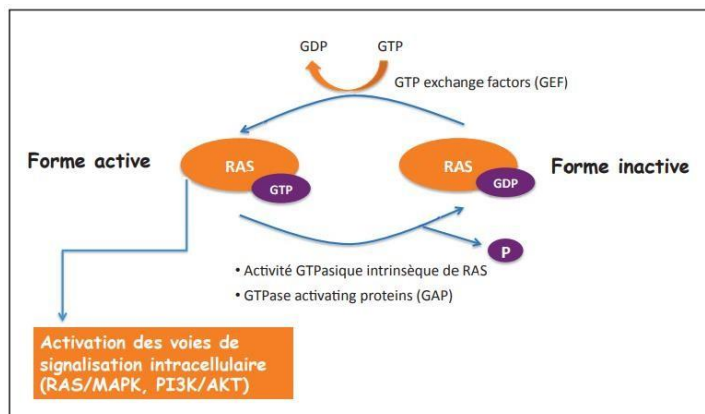 GDP GTP
GTP exchange factors (GEF)
Forme active
RAS
GTP
RAS
GDP
Forme inactive
P
• Activité GTPasique intrinsèque de RAS
• GTPase activating proteins (GAP)
Activation des voies de
signalisation intracellulaire
(RAS/MAPK, PI3K/AKT)